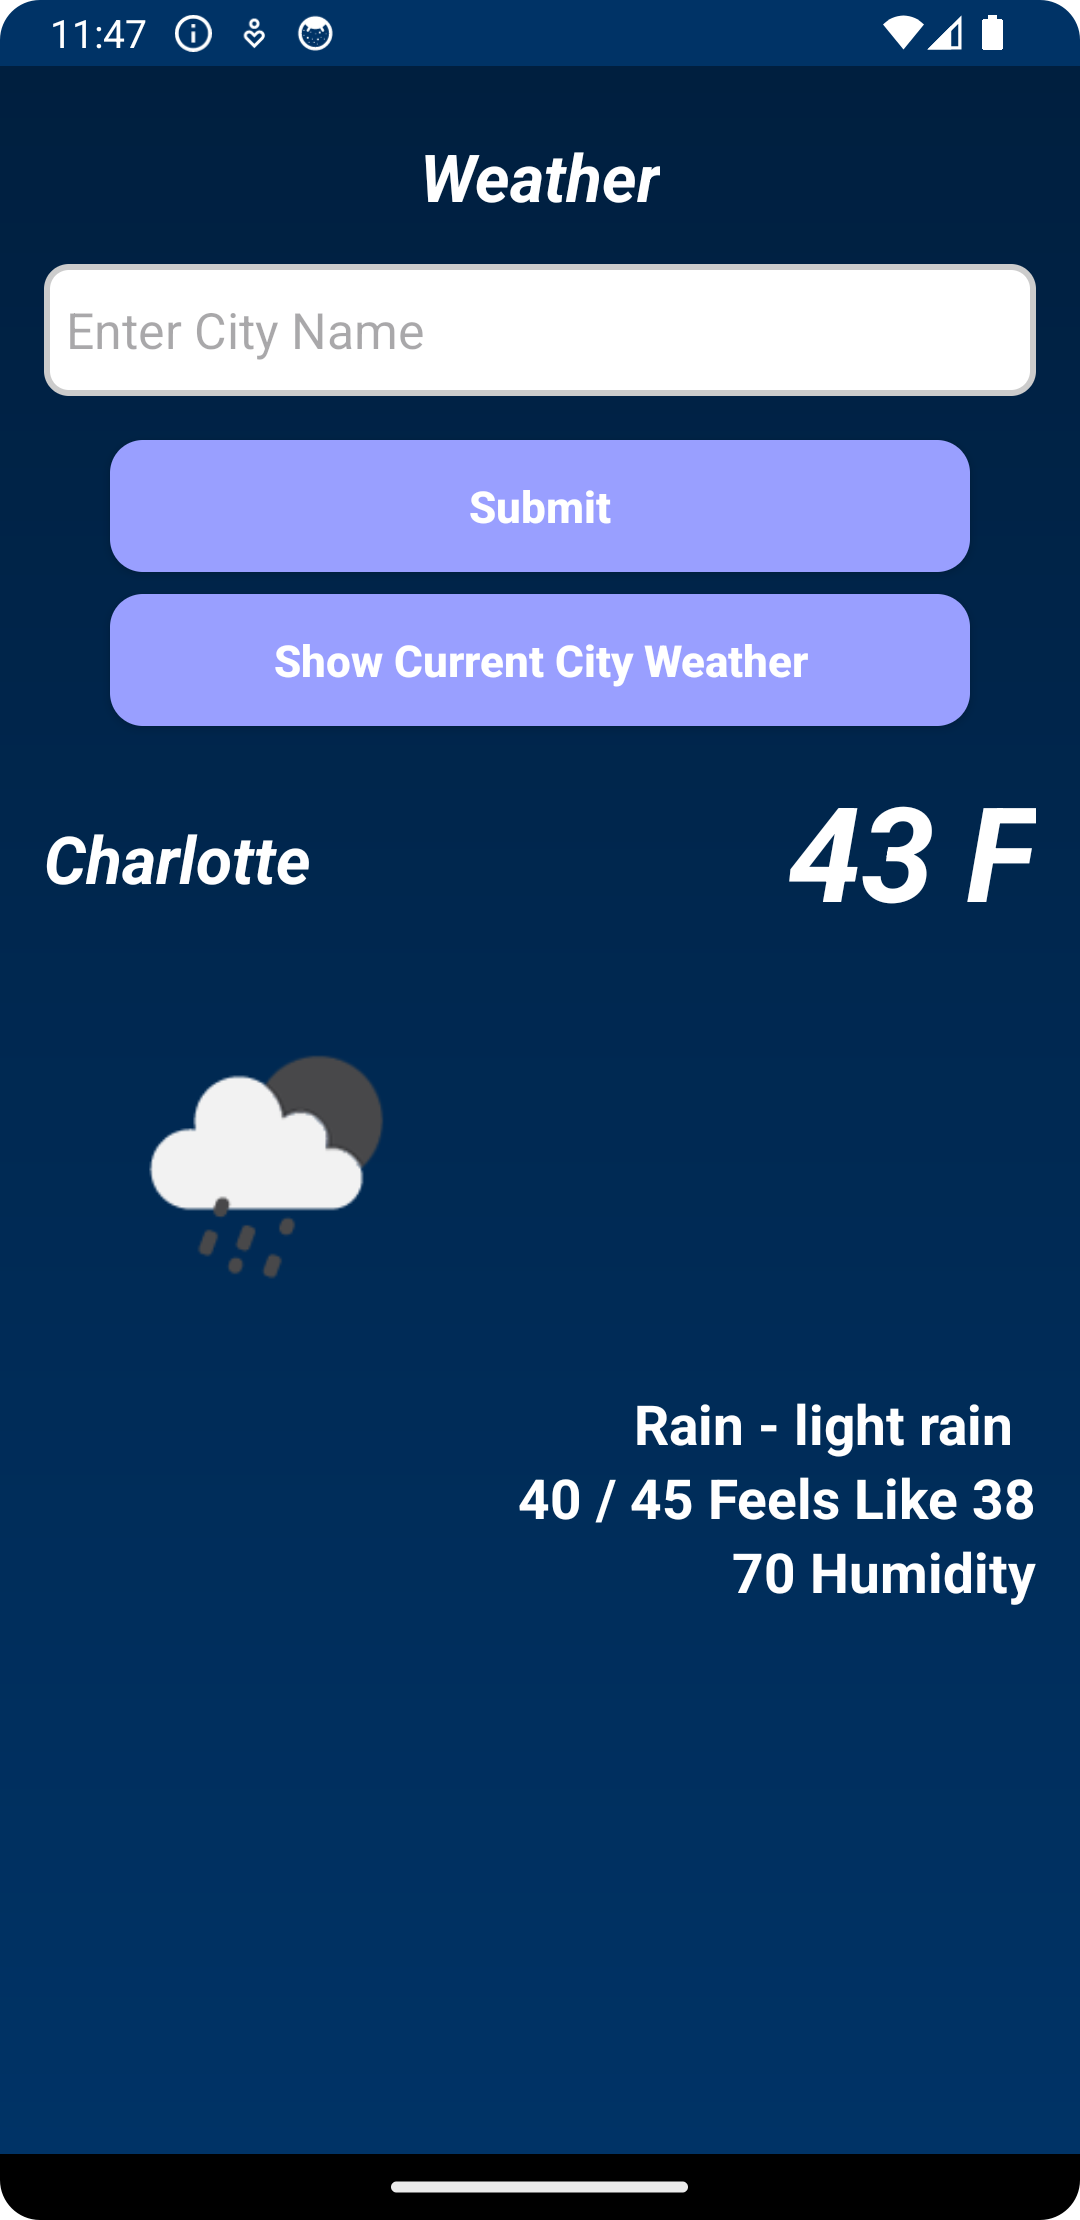 11:47
Weather
Enter City Name
Submit
Show Current City Weather
Charlotte
43 F
Rain - light rain
40 / 45 Feels Like 38
70 Humidity